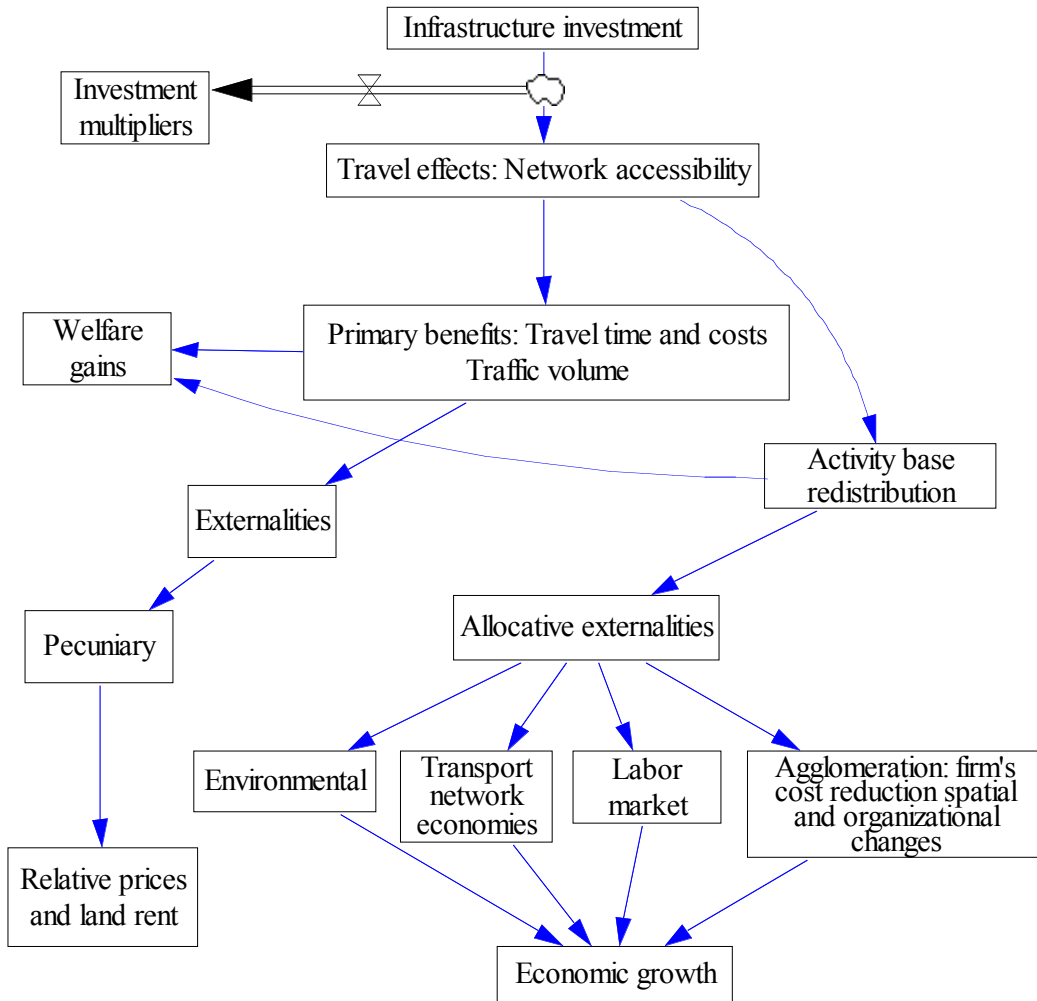 Infrastructure investment
Investment
multipliers
Travel effects: Network accessibility
Welfare
gains
Primary benefits: Travel time and costs
Traffic volume
Activity base
redistribution
Externalities
Pecuniary
Allocative externalities
Environmental
Transport
network
economies
Labor
market
Agglomeration: firm's
cost reduction spatial
and organizational
changes
Relative prices
and land rent
Economic growth